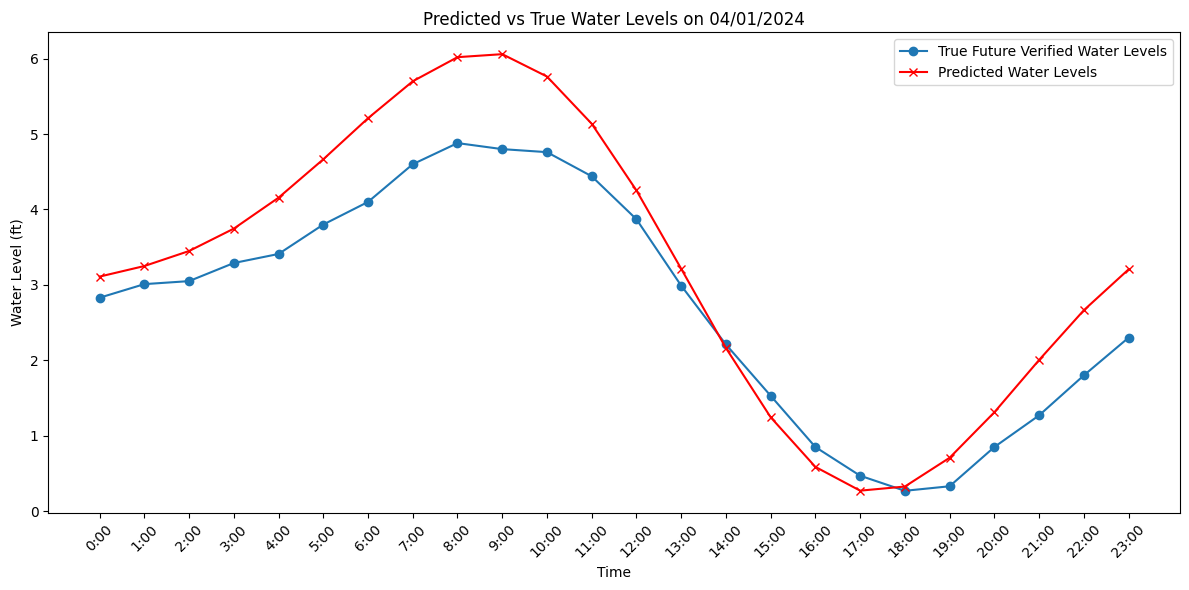 Predicted vs True Water Levels on 04/01/2024
True Future Verified Water Levels
Predicted Water Levels
Water Level (ft)
6
5
4
3
2
1
0
0:00 1:00 2:00 3:00 4:00 5:00 6:00 7:00 8:00 9:00 10:00 11:00 12:00 13:00 14:00 15:00 16:00 17:00 18:00 19:00 20:00 21:00 22:00 23:00
Time